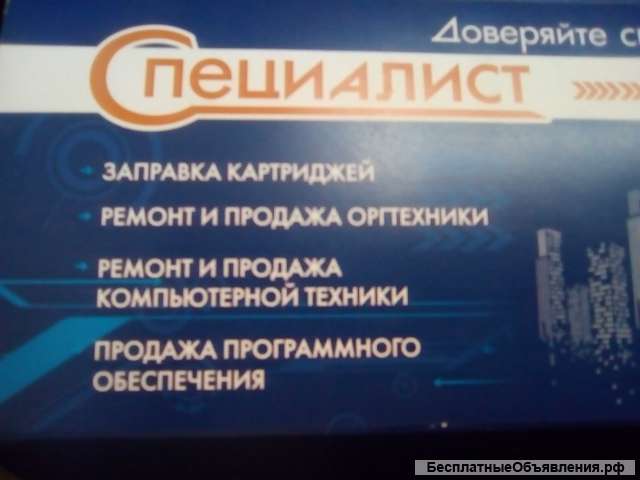 Доверяйте
Специалист
ЗАПРАВКА КАРТРИДЖЕЙ
РЕМОНТ И ПРОДАЖА ОРГТЕХНИКИ
РЕМОНТ И ПРОДАЖА
КОМПЬЮТЕРНОЙ ТЕХНИКИ
ПРОДАЖА ПРОГРАММНОГО
ОБЕСПЕЧЕНИЯ
БесплатныеОбъявления.рф